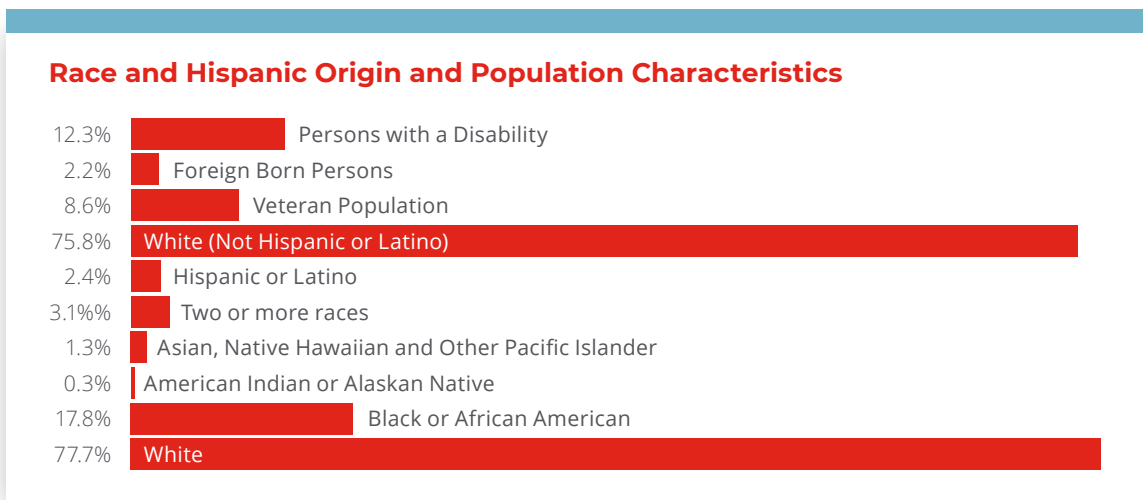 Race and Hispanic Origin and Population Characteristics
12.3% Persons with a Disability
2.2% Foreign Born Persons
8.6% Veteran Population
75.8% White (Not Hispanic or Latino)
2.4% Hispanic or Latino
3.1%% Two or more races
1.3% Asian, Native Hawaiian and Other Pacific Islander
0.3% American Indian or Alaskan Native
17.8% Black or African American
77.7% White